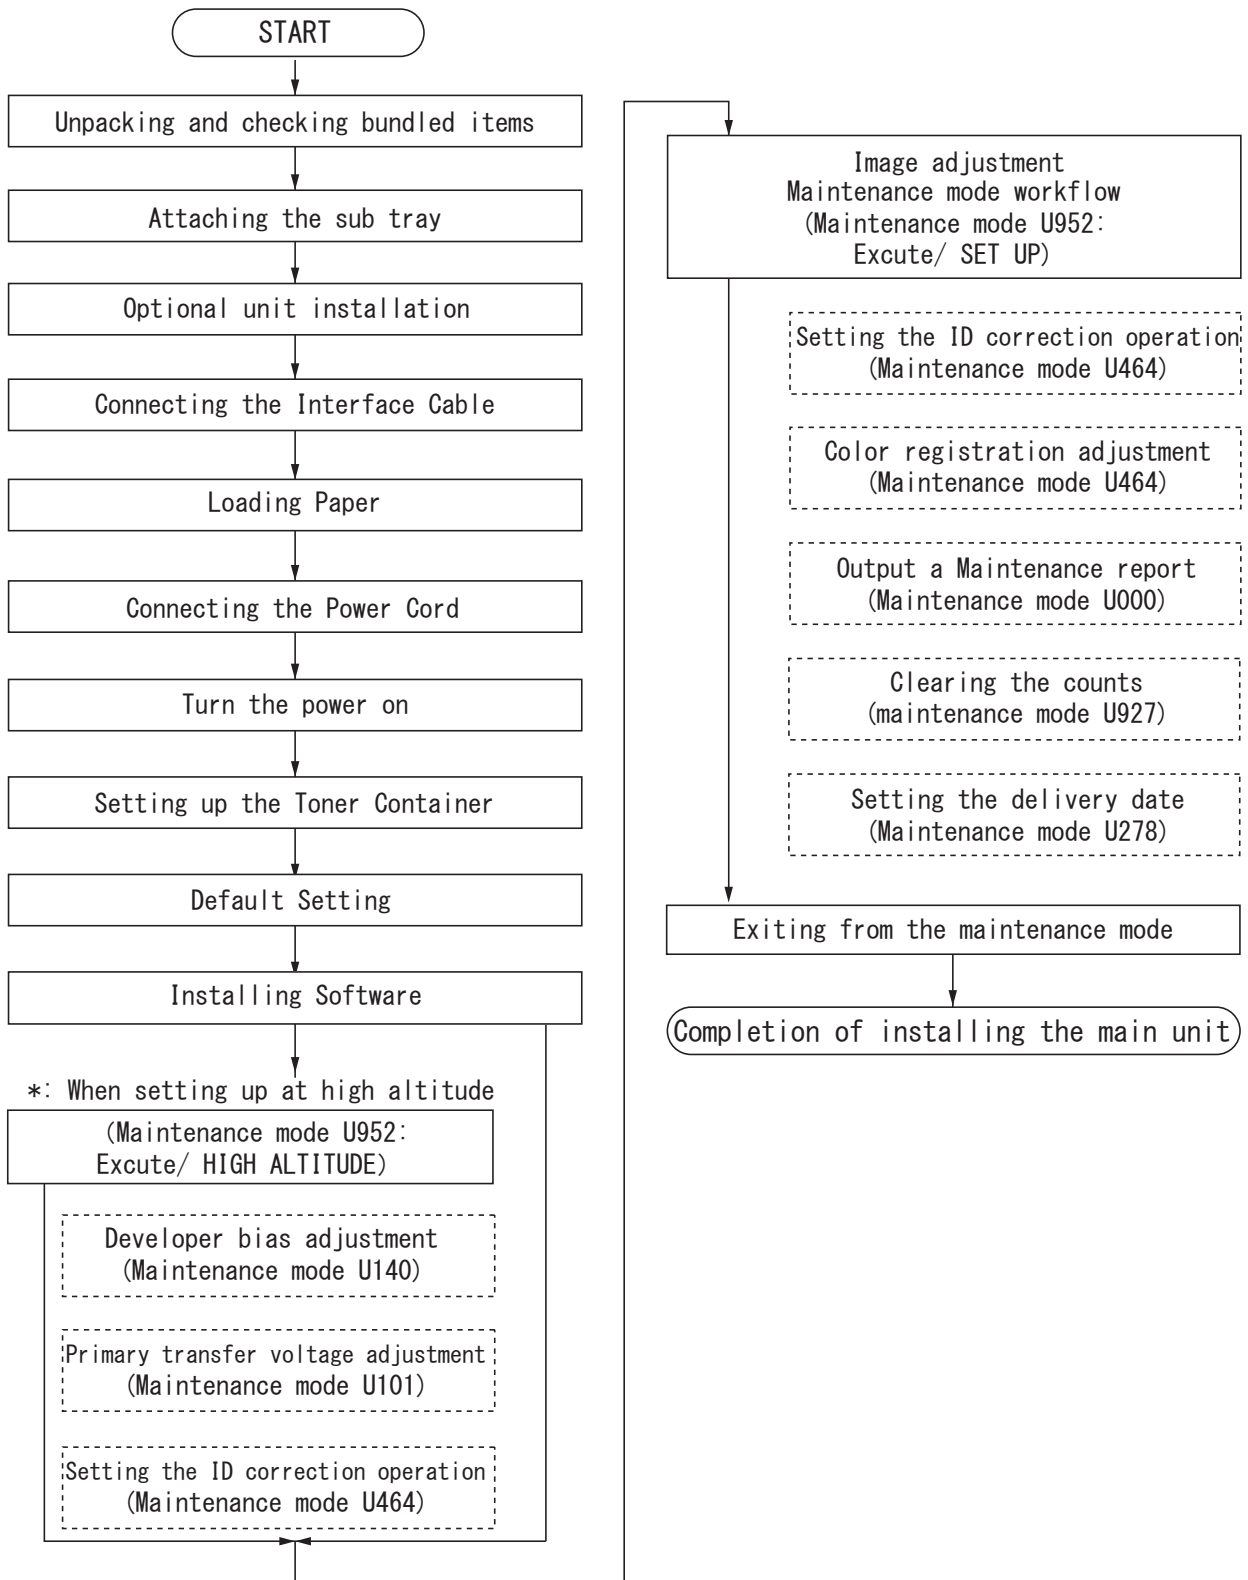 START
Unpacking and checking bundled items
Attaching the sub tray
Optional unit installation
Connecting the Interface Cable
Loading Paper
Connecting the Power Cord
Turn the power on
Setting up the Toner Container
Default Setting
Installing Software
*: When setting up at high altitude
(Maintenance mode U952:
Excute/ HIGH ALTITUDE)
Developer bias adjustment
(Maintenance mode U140)
Primary transfer voltage adjustment
(Maintenance mode U101)
Setting the ID correction operation
(Maintenance mode U464)
Image adjustment
Maintenance mode workflow
(Maintenance mode U952:
Excute/ SET UP)
Setting the ID correction operation
(Maintenance mode U464)
Color registration adjustment
(Maintenance mode U464)
Output a Maintenance report
(Maintenance mode U000)
Clearing the counts
(maintenance mode U927)
Setting the delivery date
(Maintenance mode U278)
Exiting from the maintenance mode
Completion of installing the main unit